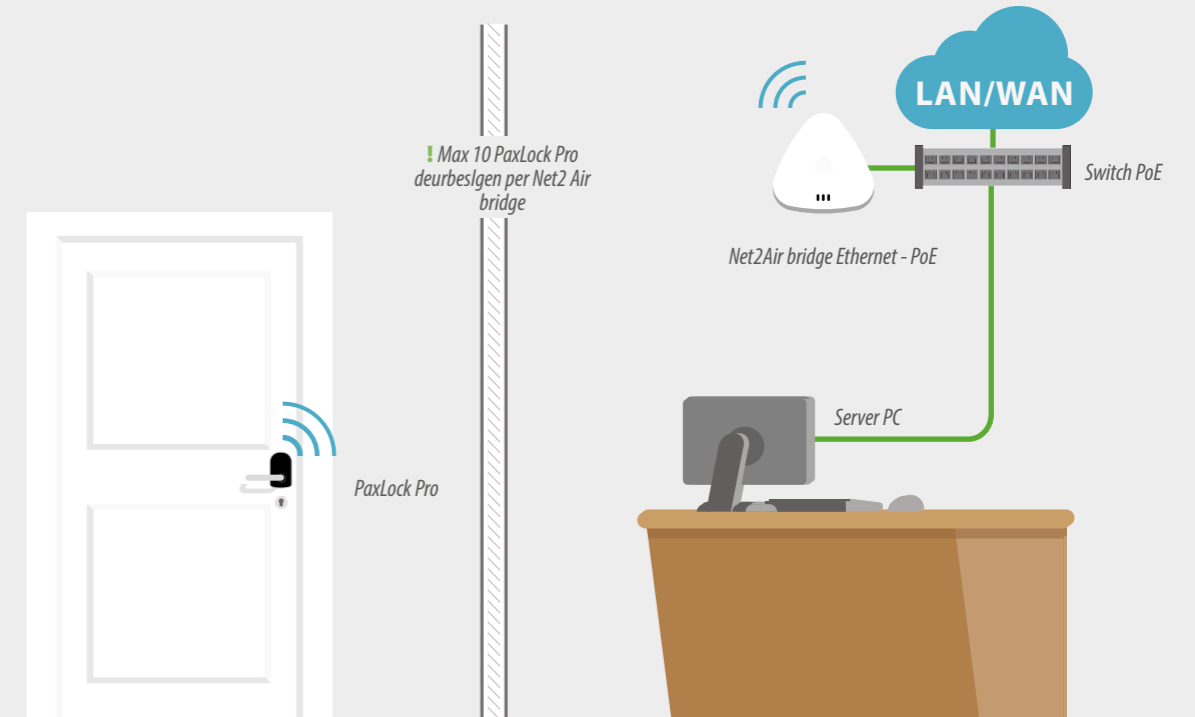 LAN/WAN
Switch PoE
! Max 10 PaxLock Pro
deurbeslgen per Net2 Air
bridge
Net2Air bridge Ethernet - PoE
Server PC
PaxLock Pro